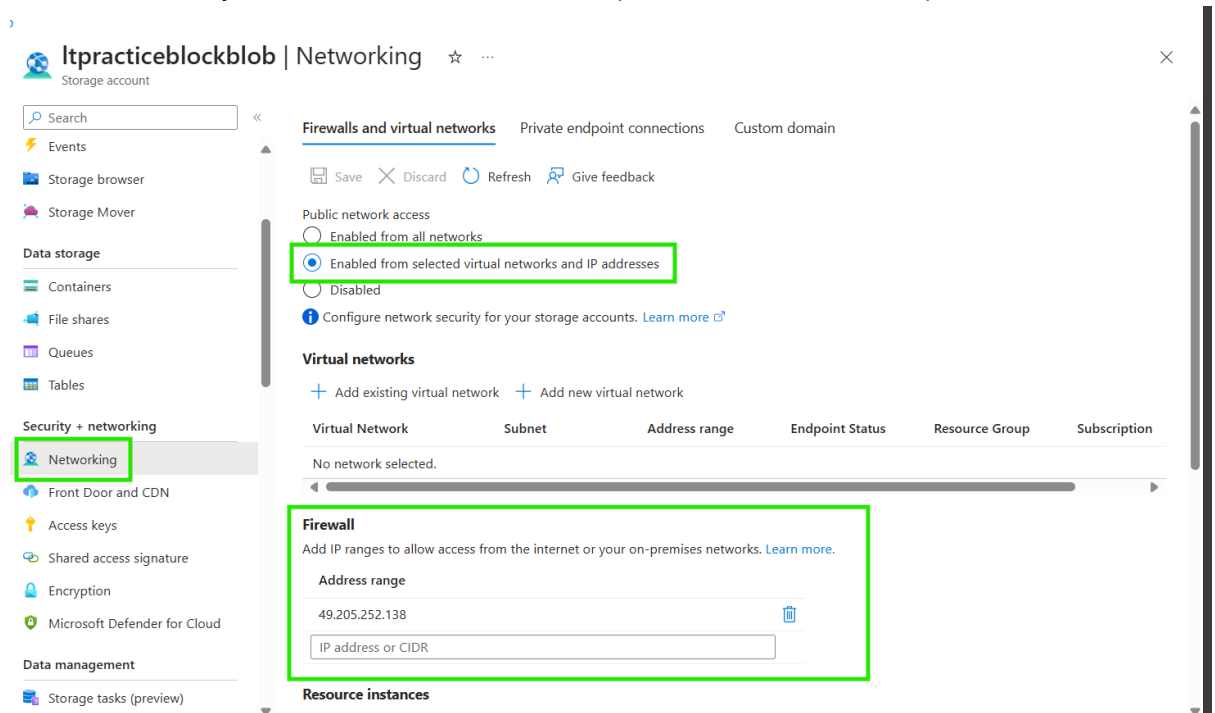 ltpracticeblockblob | Networking
Storage account
Search
Events
Storage browser
Storage Mover
Data storage
Containers
File shares
Queues
Tables
Security + networking
Networking
Front Door and CDN
Access keys
Shared access signature
Encryption
Microsoft Defender for Cloud
Data management
Storage tasks (preview)
Firewalls and virtual networks Private endpoint connections Custom domain
Save Discard Refresh Give feedback
Public network access
Enabled from all networks
Enabled from selected virtual networks and IP addresses
Disabled
Configure network security for your storage accounts. Learn more
Virtual networks
+ Add existing virtual network + Add new virtual network
Virtual Network Subnet Address range Endpoint Status Resource Group Subscription
No network selected.
Firewall
Add IP ranges to allow access from the internet or your on-premises networks. Learn more.
Address range
49.205.252.138
IP address or CIDR
Resource instances